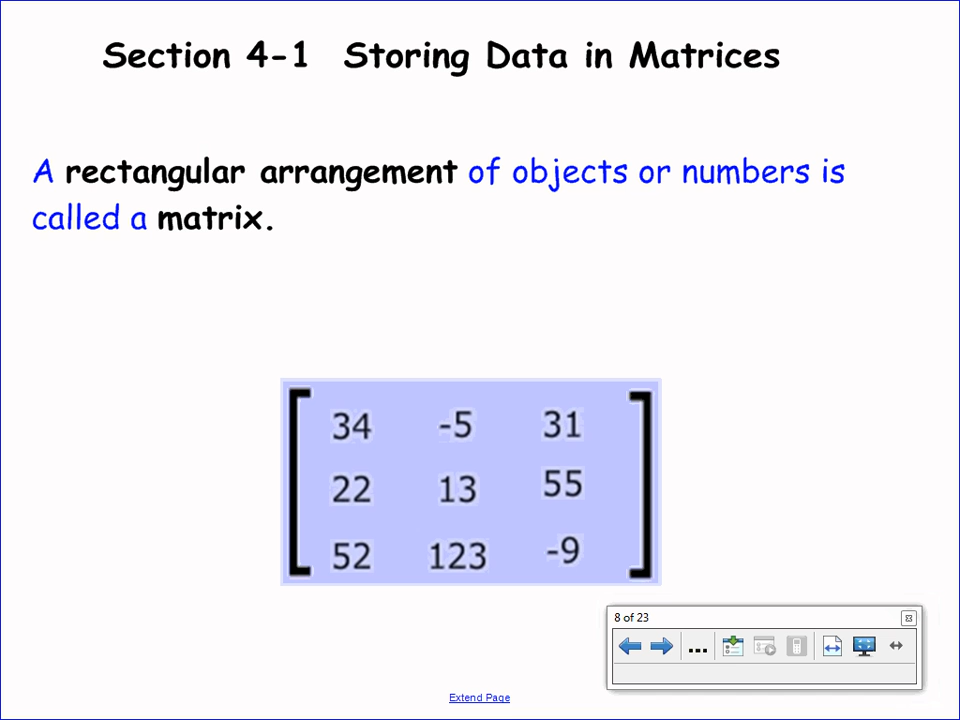 Section 4-1 Storing Data in Matrices
A rectangular arrangement of objects or numbers is
called a matrix.
34 -5 31
22 13 55
52 123 -9
8 of 23
...
Extend Page